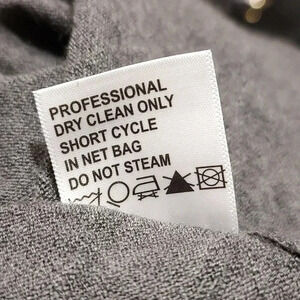 PROFESSIONAL
DRY CLEAN ONLY
SHORT CYCLE
IN NET BAG
DO NOT STEAM